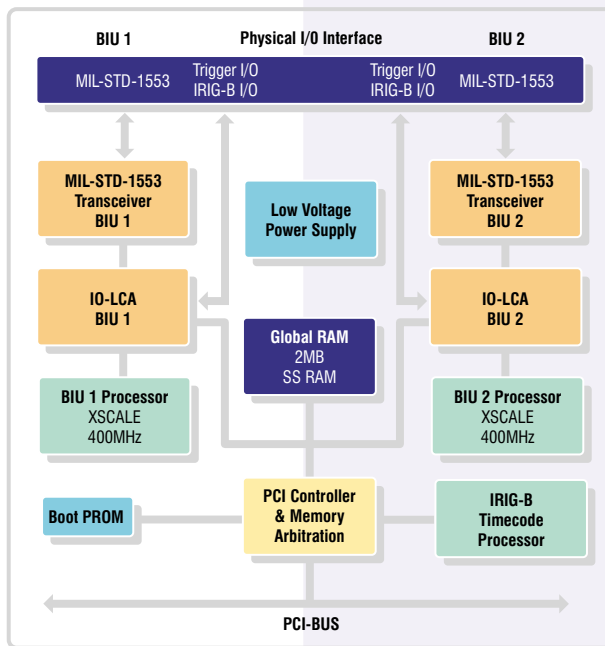 BIU 1
Physical I/O Interface
BIU 2
MIL-STD-1553
Trigger I/O
IRIG-B I/O
Trigger I/O
IRIG-B I/O
MIL-STD-1553
MIL-STD-1553
Transceiver
BIU 1
Low Voltage
Power Supply
MIL-STD-1553
Transceiver
BIU 2
IO-LCA
BIU 1
Global RAM
2MB
SS RAM
IO-LCA
BIU 2
BIU 1 Processor
XSCALE
400MHz
BIU 2 Processor
XSCALE
400MHz
Boot PROM
PCI Controller
& Memory
Arbitration
IRIG-B
Timecode
Processor
PCI-BUS